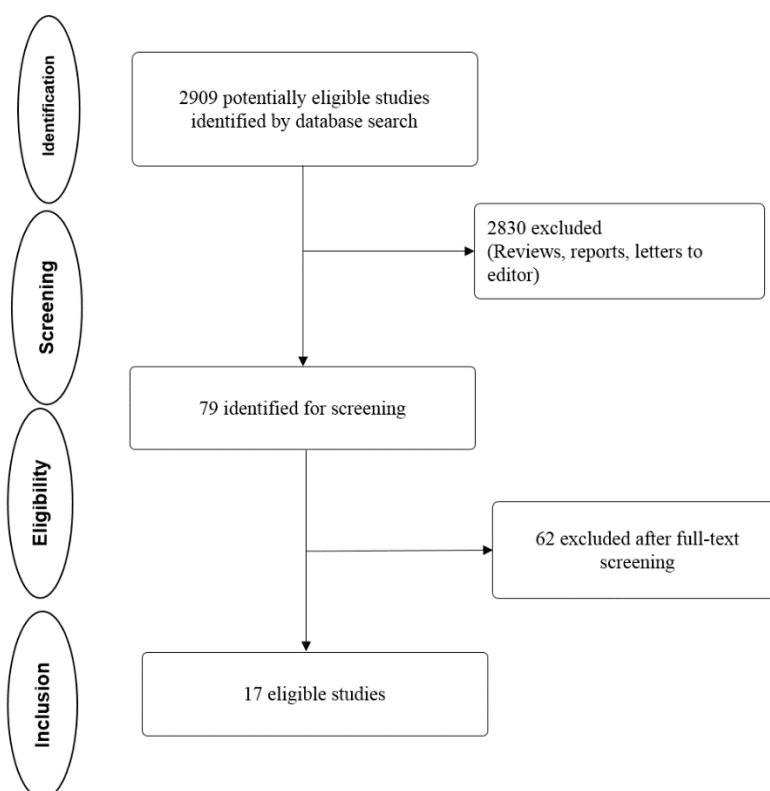 Identification
2909 potentially eligible studies
identified by database search
2830 excluded
(Reviews, reports, letters to
editor)
Screening
79 identified for screening
Eligibility
62 excluded after full-text
screening
Inclusion
17 eligible studies